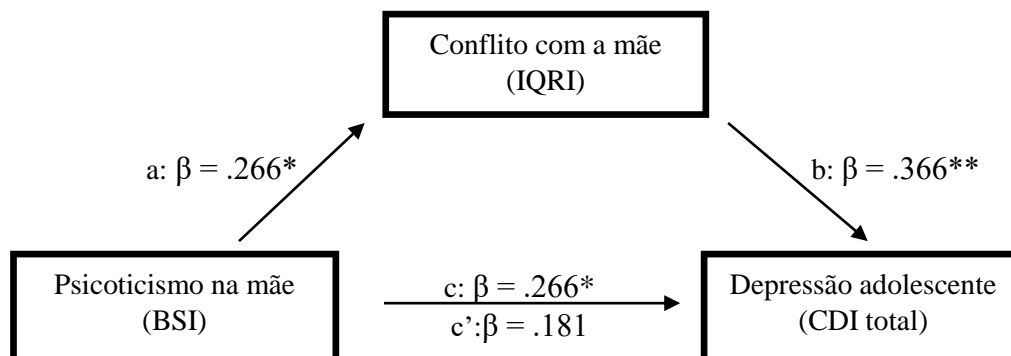 Conflito com a mãe
(IQRI)
a: β = .266*
b: β = .366**
Psicoticismo na mãe
(BSI)
c: β = .266*
c’:β = .181
Depressão adolescente
(CDI total)